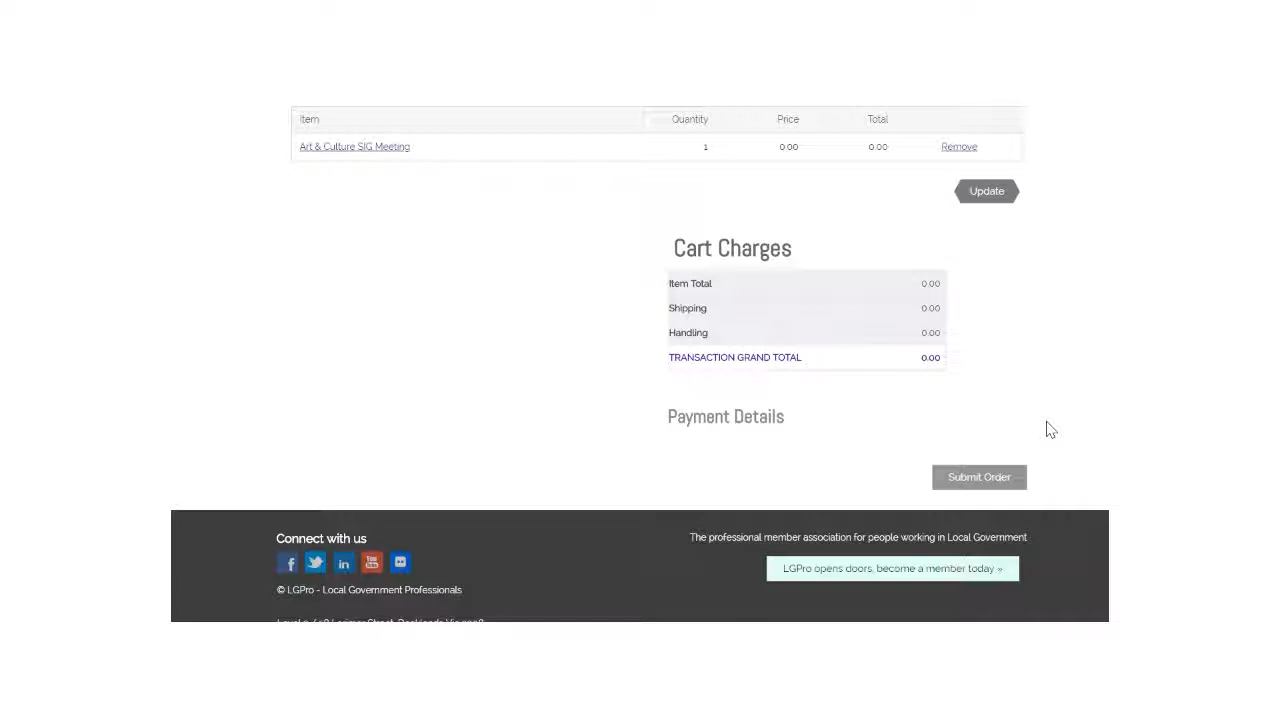 Item Quantity Price Total
Art & Culture SIG Meeting 1 0.00 0.00 Remove
Update
Cart Charges
Item Total 0.00
Shipping 0.00
Handling 0.00
TRANSACTION GRAND TOTAL 0.00
Payment Details
Submit Order
Connect with us
The professional member association for people working in Local Government
f in You Tube
LGPro opens doors, become a member today »
© LGPro - Local Government Professionals